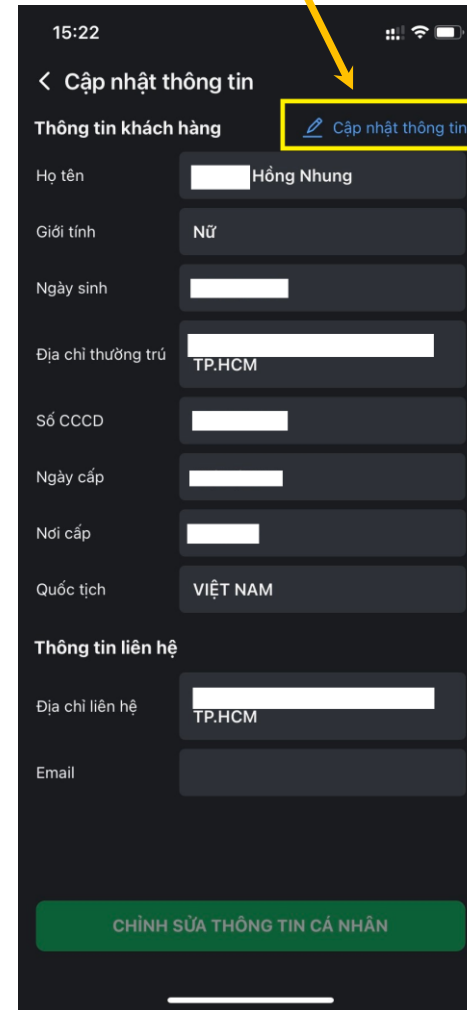 15:22
Cập nhật thông tin
Thông tin khách hàng
Cập nhật thông tin
Họ tên
Hồng Nhung
Giới tính
Nữ
Ngày sinh
Địa chỉ thường trú
TP.HCM
Số CCCD
Ngày cấp
Nơi cấp
Quốc tịch
VIỆT NAM
Thông tin liên hệ
Địa chỉ liên hệ
TP.HCM
Email
CHỈNH SỬA THÔNG TIN CÁ NHÂN